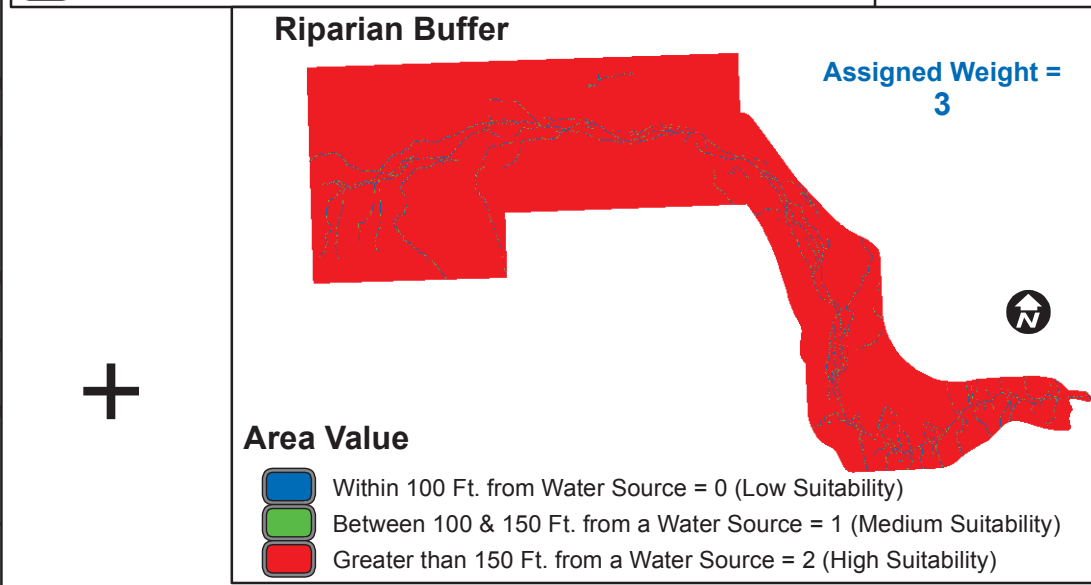 Riparian Buffer
Assigned Weight =
3
N
+
Area Value
Within 100 Ft. from Water Source = 0 (Low Suitability)
Between 100 & 150 Ft. from a Water Source = 1 (Medium Suitability)
Greater than 150 Ft. from a Water Source = 2 (High Suitability)